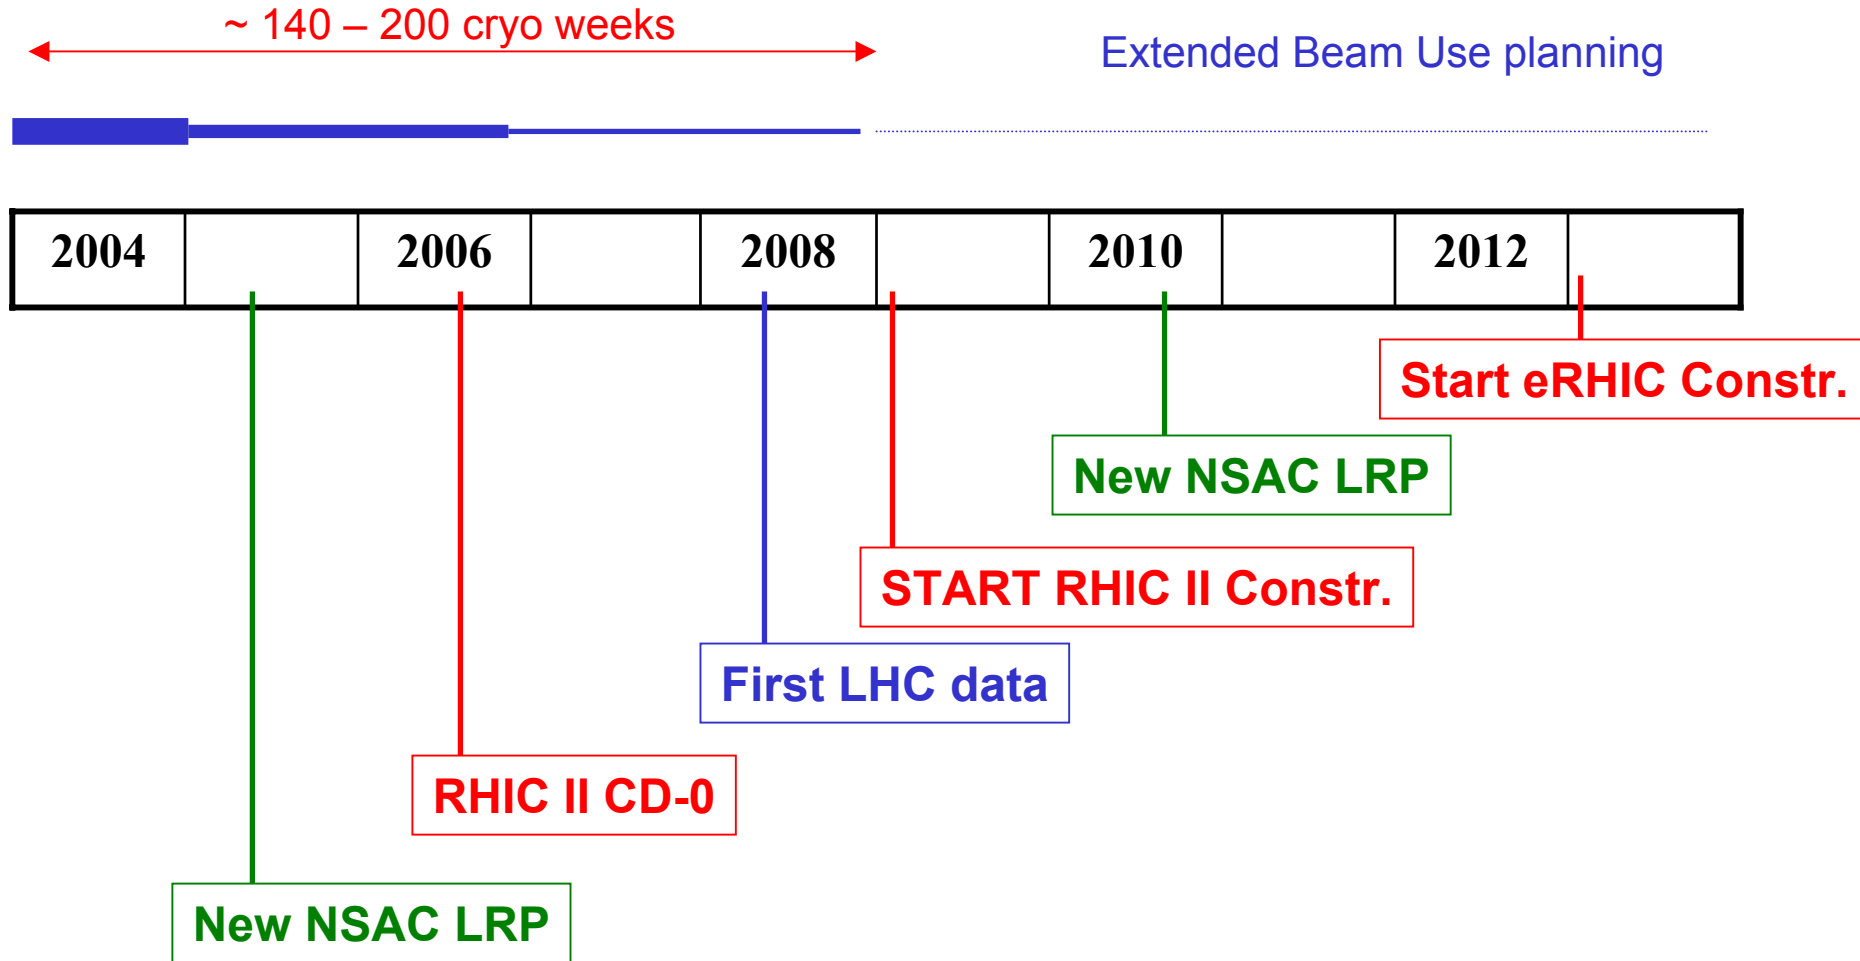 ~ 140 – 200 cryo weeks
Extended Beam Use planning
2004 2006 2008 2010 2012
Start eRHIC Constr.
New NSAC LRP
START RHIC II Constr.
First LHC data
RHIC II CD-0
New NSAC LRP